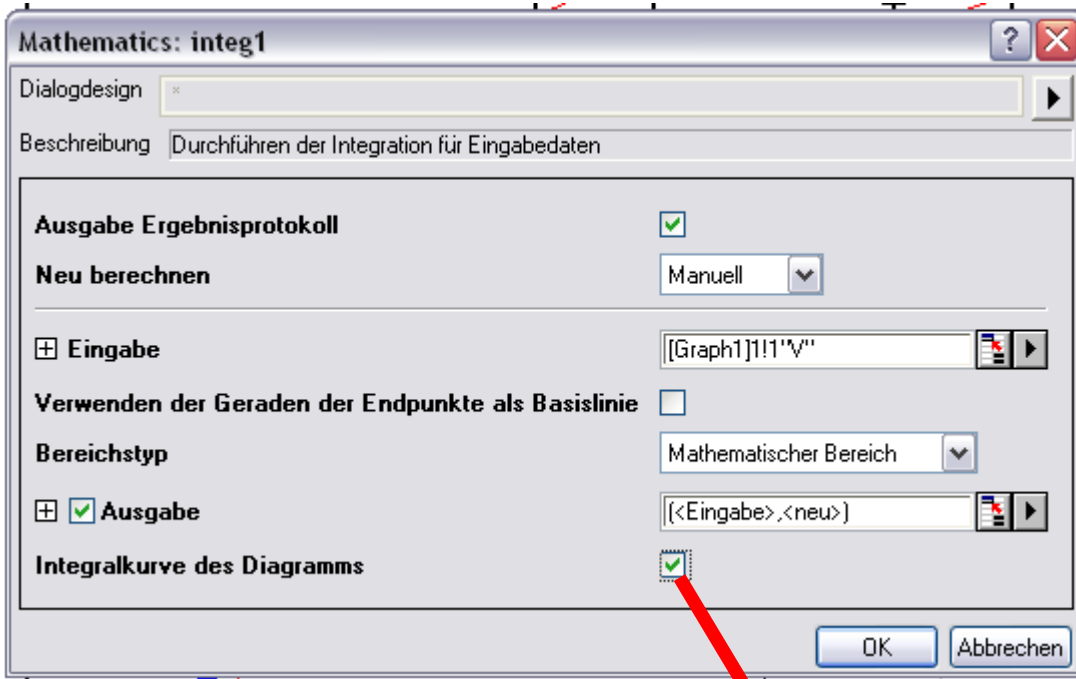 Mathematics: integ1
Dialogdesign *
Beschreibung Durchführen der Integration für Eingabedaten
Ausgabe Ergebnisprotokoll
Neu berechnen Manuell
Eingabe [Graph1]1!1"V"
Verwenden der Geraden der Endpunkte als Basislinie
Bereichstyp Mathematischer Bereich
Ausgabe (<Eingabe>,<neu>)
Integralkurve des Diagramms
OK Abbrechen